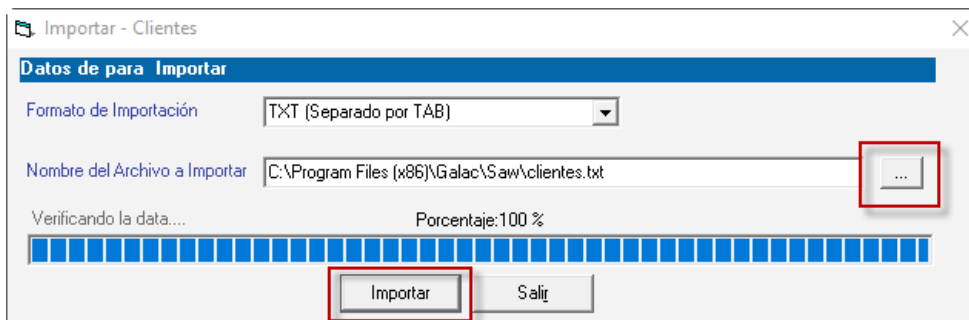 Importar - Clientes
Datos de para Importar
Formato de Importación TXT (Separado por TAB)
Nombre del Archivo a Importar C:\Program Files (x86)\Galac\Saw\clientes.txt ...
Verificando la data.... Porcentaje:100 %
Importar Salir